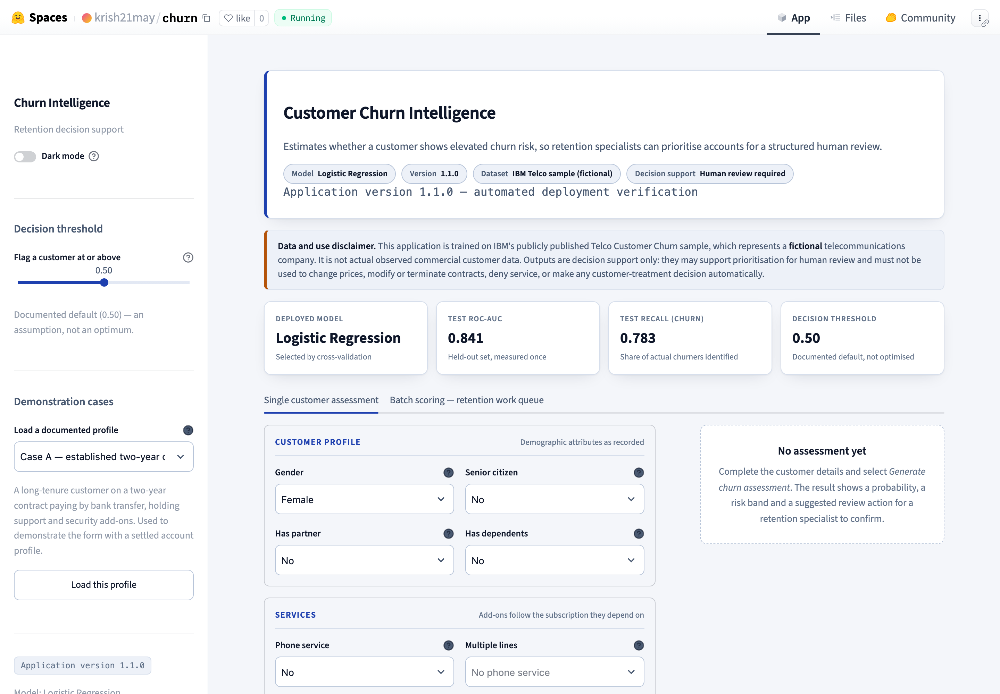 Spaces
krish21may/churn
like 0
Running
App
Files
Community
Churn Intelligence
Retention decision support
Dark mode ?
Decision threshold
Flag a customer at or above ?
0.50
Documented default (0.50) — an
assumption, not an optimum.
Demonstration cases
Load a documented profile ?
Case A — established two-year c
A long-tenure customer on a two-year
contract paying by bank transfer, holding
support and security add-ons. Used to
demonstrate the form with a settled account
profile.
Load this profile
Application version 1.1.0
Model: Logistic Regression
Customer Churn Intelligence
Estimates whether a customer shows elevated churn risk, so retention specialists can prioritise accounts for a structured human review.
Model Logistic Regression
Version 1.1.0
Dataset IBM Telco sample (fictional)
Decision support Human review required
Application version 1.1.0 — automated deployment verification
Data and use disclaimer. This application is trained on IBM's publicly published Telco Customer Churn sample, which represents a fictional telecommunications
company. It is not actual observed commercial customer data. Outputs are decision support only: they may support prioritisation for human review and must not be
used to change prices, modify or terminate contracts, deny service, or make any customer-treatment decision automatically.
DEPLOYED MODEL
Logistic Regression
Selected by cross-validation
TEST ROC-AUC
0.841
Held-out set, measured once
TEST RECALL (CHURN)
0.783
Share of actual churners identified
DECISION THRESHOLD
0.50
Documented default, not optimised
Single customer assessment
Batch scoring — retention work queue
CUSTOMER PROFILE
Demographic attributes as recorded
Gender ?
Female
Senior citizen ?
No
Has partner ?
No
Has dependents ?
No
SERVICES
Add-ons follow the subscription they depend on
Phone service ?
No
Multiple lines ?
No phone service
No assessment yet
Complete the customer details and select Generate
churn assessment. The result shows a probability, a
risk band and a suggested review action for a
retention specialist to confirm.